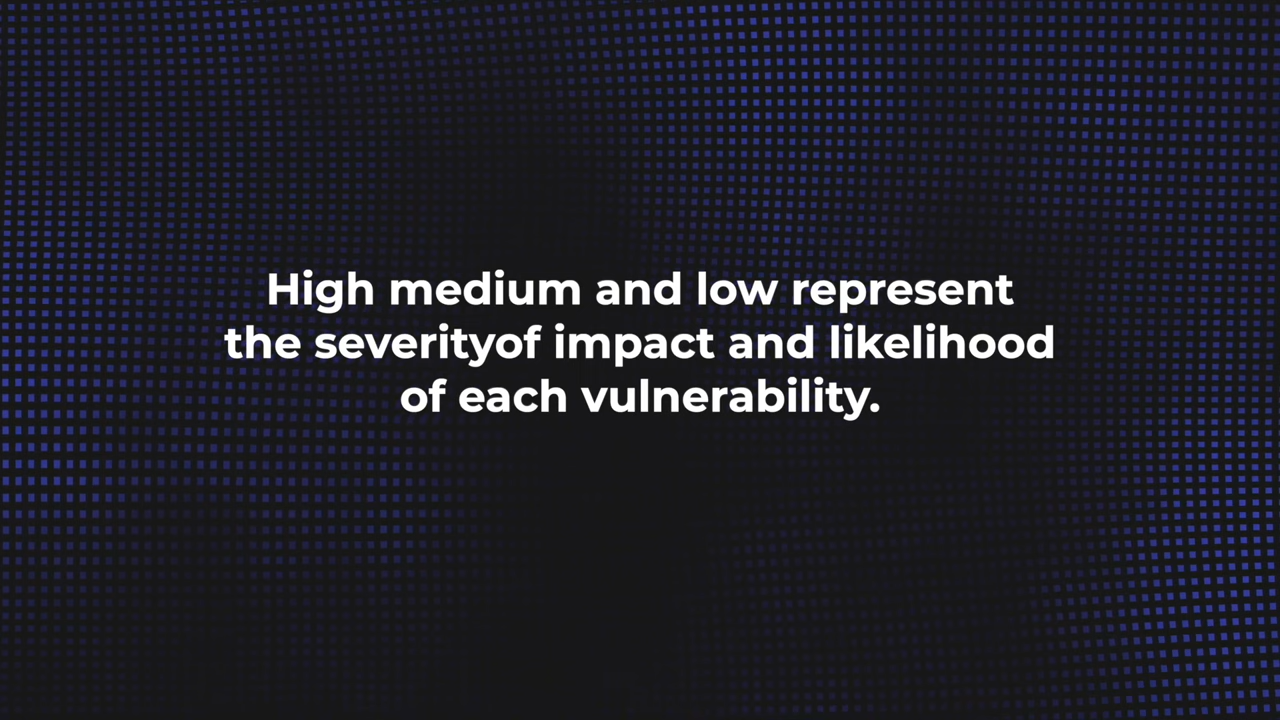 High medium and low represent
the severityof impact and likelihood
of each vulnerability.